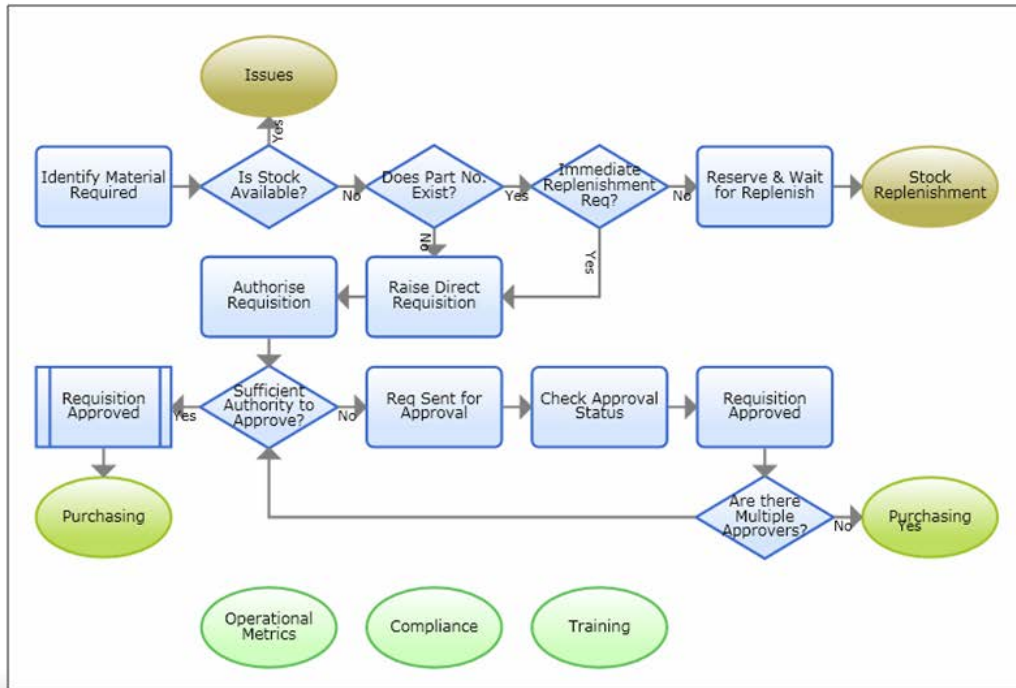 Issues
Yes
Identify Material
Required
Is Stock
Available?
No
Does Part No.
Exist?
Yes
Immediate
Replenishment
Req?
No
Reserve & Wait
for Replenish
Stock
Replenishment
No
Yes
Authorise
Requisition
Raise Direct
Requisition
Requisition
Approved
Yes
Sufficient
Authority to
Approve?
No
Req Sent for
Approval
Check Approval
Status
Requisition
Approved
Purchasing
Are there
Multiple
Approvers?
No
Purchasing
Yes
Operational
Metrics
Compliance
Training